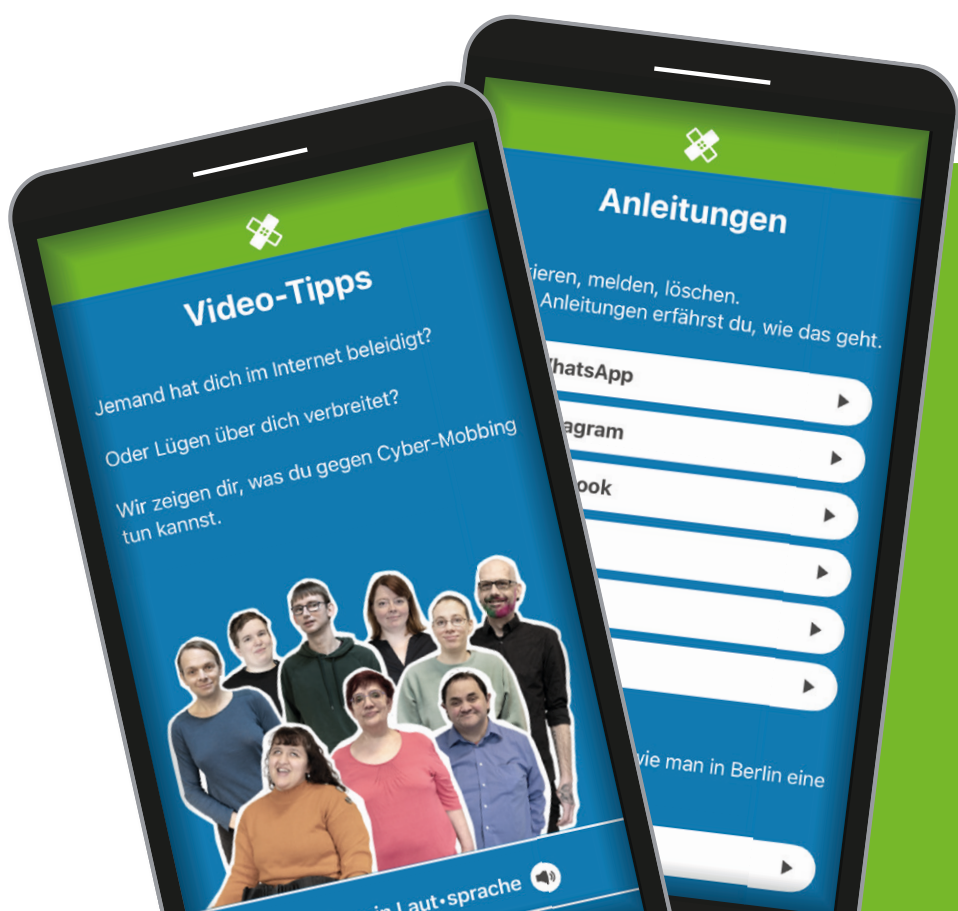 Video-Tipps
Jemand hat dich im Internet beleidigt?
Oder Lügen über dich verbreitet?
Wir zeigen dir, was du gegen Cyber-Mobbing
tun kannst.
in Laut•sprache
Anleitungen
ieren, melden, löschen.
Anleitungen erfährst du, wie das geht.
hatsApp
agram
ook
wie man in Berlin eine